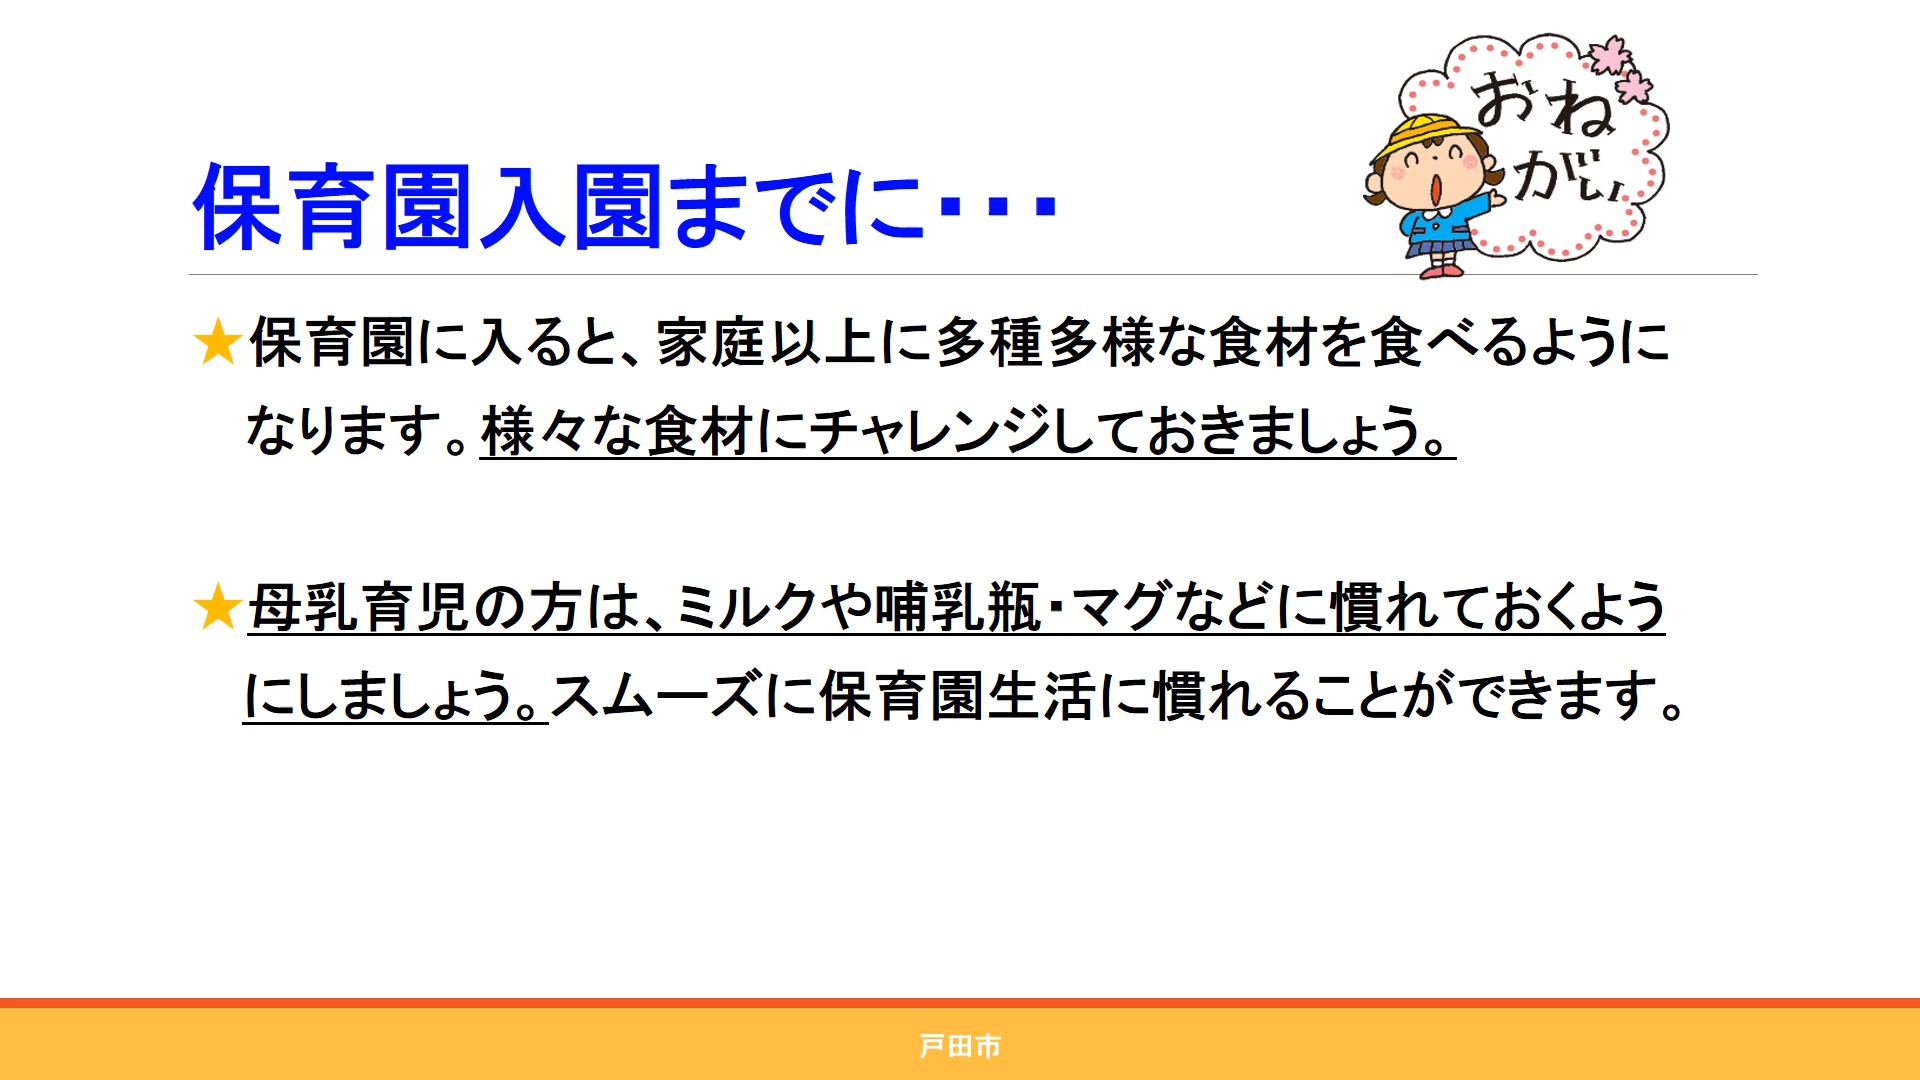 おねがい
保育園入園までに・・・
★保育園に入ると、家庭以上に多種多様な食材を食べるように
なります。様々な食材にチャレンジしておきましょう。
★母乳育児の方は、ミルクや哺乳瓶・マグなどに慣れておくよう
にしましょう。スムーズに保育園生活に慣れることができます。
戸田市